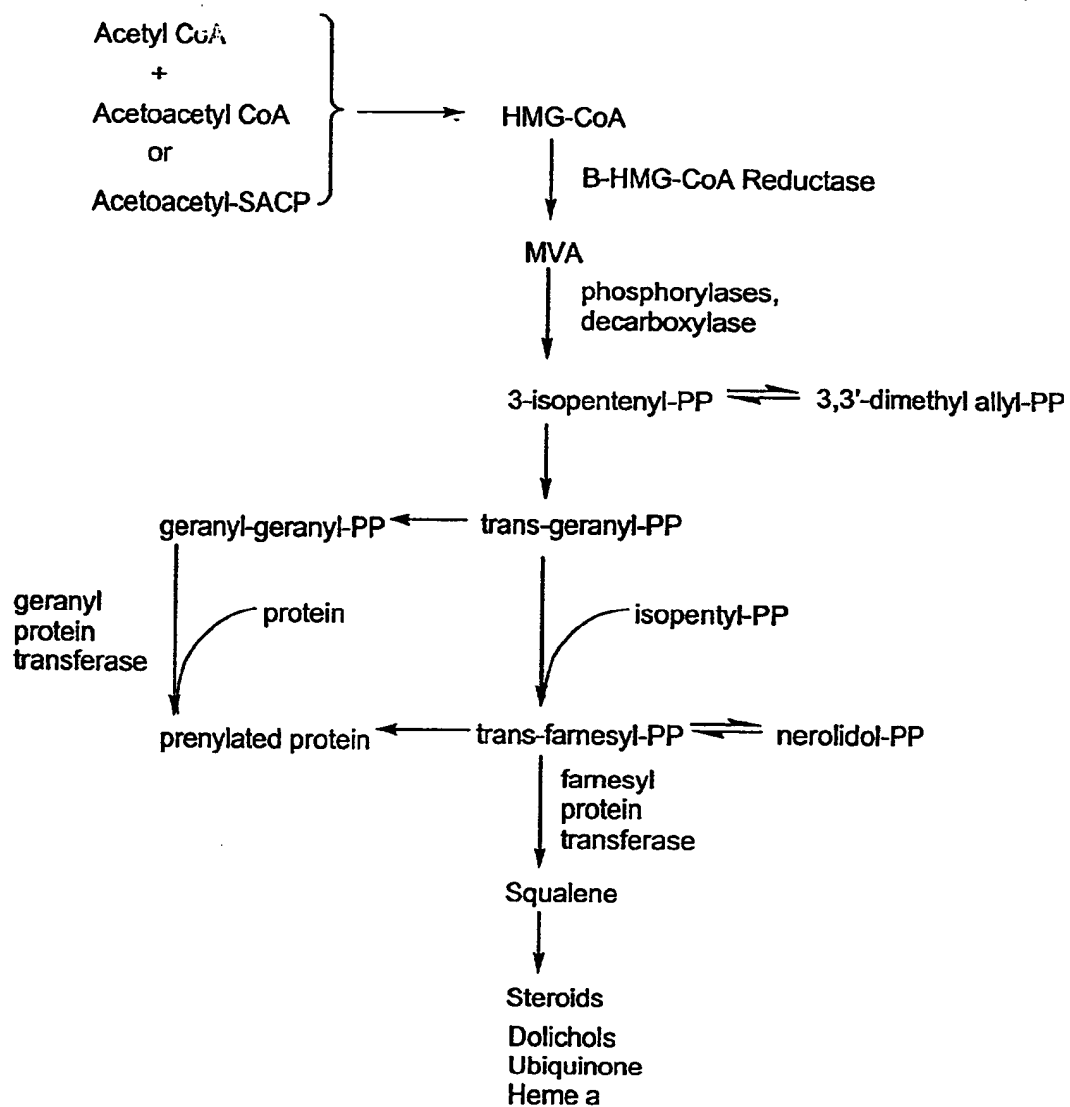 Acetyl CoA
+
Acetoacetyl CoA
or
Acetoacetyl-SACP
HMG-CoA
B-HMG-CoA Reductase
MVA
phosphorylases,
decarboxylase
3-isopentenyl-PP
3,3'-dimethyl allyl-PP
geranyl-geranyl-PP
trans-geranyl-PP
geranyl
protein
transferase
protein
isopentyl-PP
prenylated protein
trans-farnesyl-PP
nerolidol-PP
farnesyl
protein
transferase
Squalene
Steroids
Dolichols
Ubiquinone
Heme a